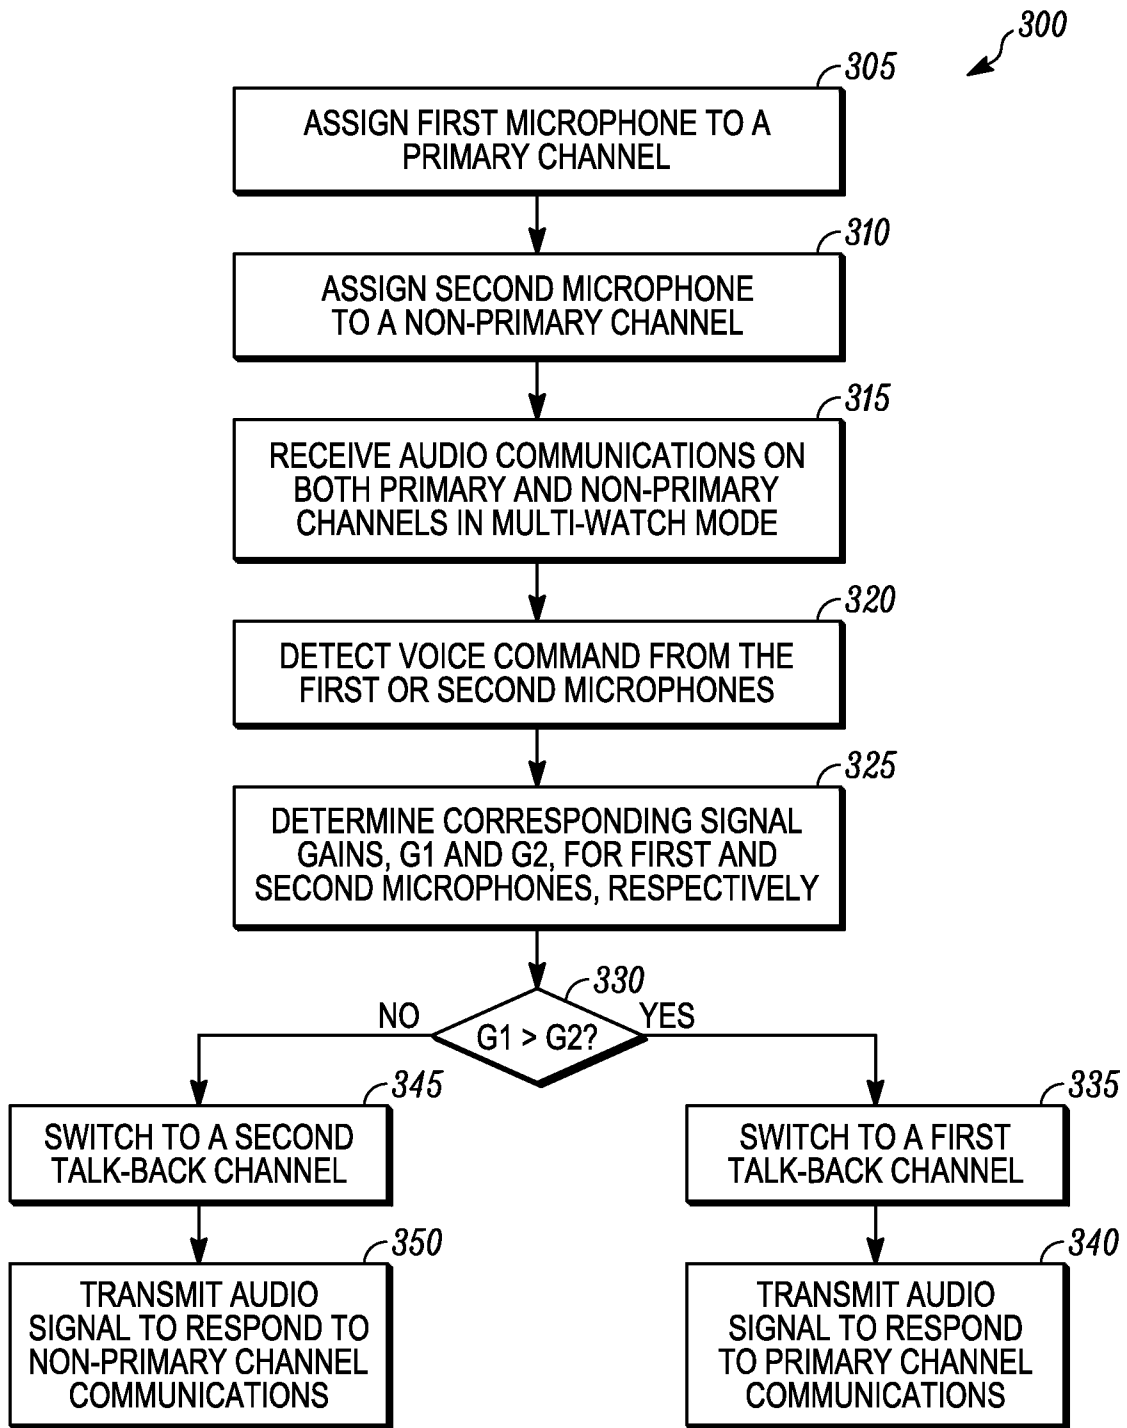 300
305
ASSIGN FIRST MICROPHONE TO A
PRIMARY CHANNEL
310
ASSIGN SECOND MICROPHONE
TO A NON-PRIMARY CHANNEL
315
RECEIVE AUDIO COMMUNICATIONS ON
BOTH PRIMARY AND NON-PRIMARY
CHANNELS IN MULTI-WATCH MODE
320
DETECT VOICE COMMAND FROM THE
FIRST OR SECOND MICROPHONES
325
DETERMINE CORRESPONDING SIGNAL
GAINS, G1 AND G2, FOR FIRST AND
SECOND MICROPHONES, RESPECTIVELY
330
NO
YES
G1 > G2?
345
SWITCH TO A SECOND
TALK-BACK CHANNEL
335
SWITCH TO A FIRST
TALK-BACK CHANNEL
350
TRANSMIT AUDIO
SIGNAL TO RESPOND TO
NON-PRIMARY CHANNEL
COMMUNICATIONS
340
TRANSMIT AUDIO
SIGNAL TO RESPOND
TO PRIMARY CHANNEL
COMMUNICATIONS